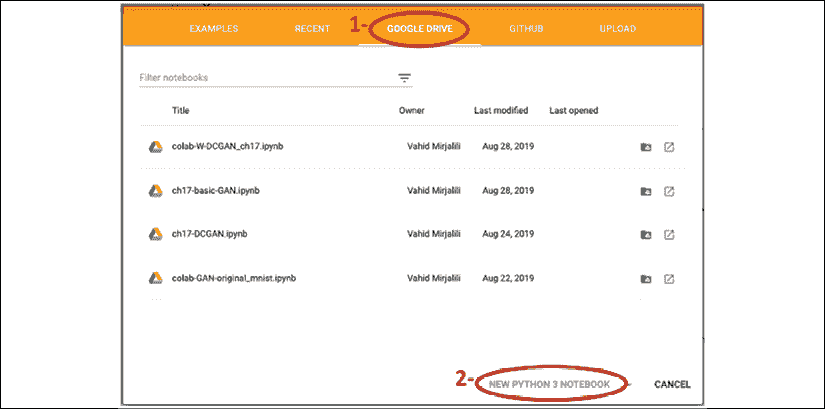 EXAMPLES RECENT 1- GOOGLE DRIVE GITHUB UPLOAD
Filter notebooks
Title Owner Last modified Last opened
colab-W-DCGAN_ch17.ipynb Vahid Mirjalili Aug 28, 2019
ch17-basic-GAN.ipynb Vahid Mirjalili Aug 28, 2019
ch17-DCGAN.ipynb Vahid Mirjalili Aug 24, 2019
colab-GAN-original_mnist.ipynb Vahid Mirjalili Aug 22, 2019
2- NEW PYTHON 3 NOTEBOOK CANCEL